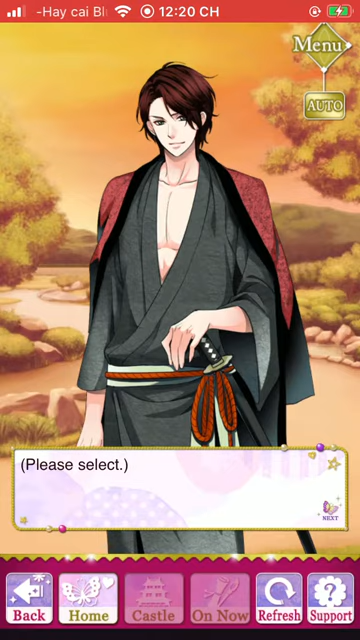 -Hay cai Bl 12:20 CH
Menu
AUTO
(Please select.)
NEXT
Back
Home
Castle
On Now
Refresh
Support